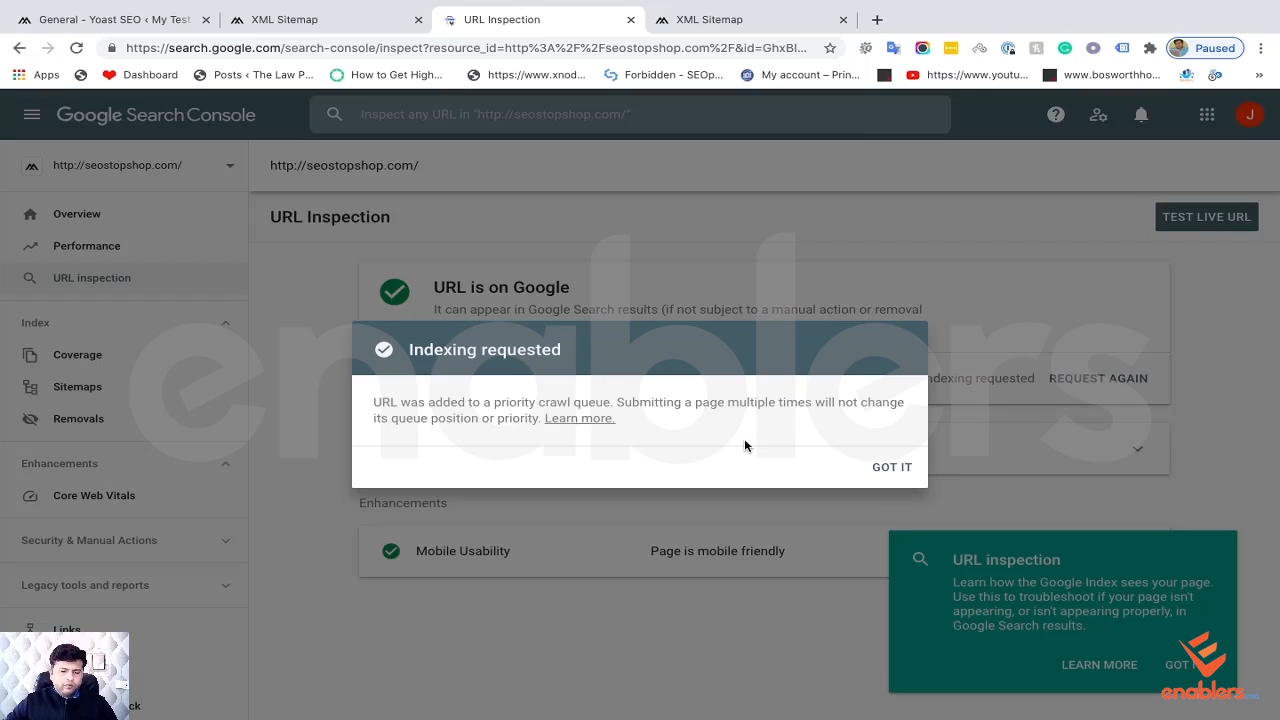 General - Yoast SEO ‹ My Test
XML Sitemap
URL Inspection
XML Sitemap
https://search.google.com/search-console/inspect?resource_id=http%3A%2F%2Fseostopshop.com%2F&id=GhxBl...
Paused
Apps
Dashboard
Posts ‹ The Law P...
How to Get High...
https://www.xnod...
Forbidden - SEOp...
My account – Prin...
https://www.youtu...
www.bosworthho...
»
Google Search Console
Inspect any URL in "http://seostopshop.com/"
J
http://seostopshop.com/
http://seostopshop.com/
Overview
Performance
URL inspection
Index
Coverage
Sitemaps
Removals
Enhancements
Core Web Vitals
Security & Manual Actions
Legacy tools and reports
Links
URL Inspection
TEST LIVE URL
URL is on Google
It can appear in Google Search results (if not subject to a manual action or removal
Indexing requested
REQUEST AGAIN
Indexing requested
URL was added to a priority crawl queue. Submitting a page multiple times will not change
its queue position or priority. Learn more.
GOT IT
Enhancements
Mobile Usability
Page is mobile friendly
URL inspection
Learn how the Google Index sees your page.
Use this to troubleshoot if your page isn't
appearing, or isn't appearing properly, in
Google Search results.
LEARN MORE
enablers
enablers